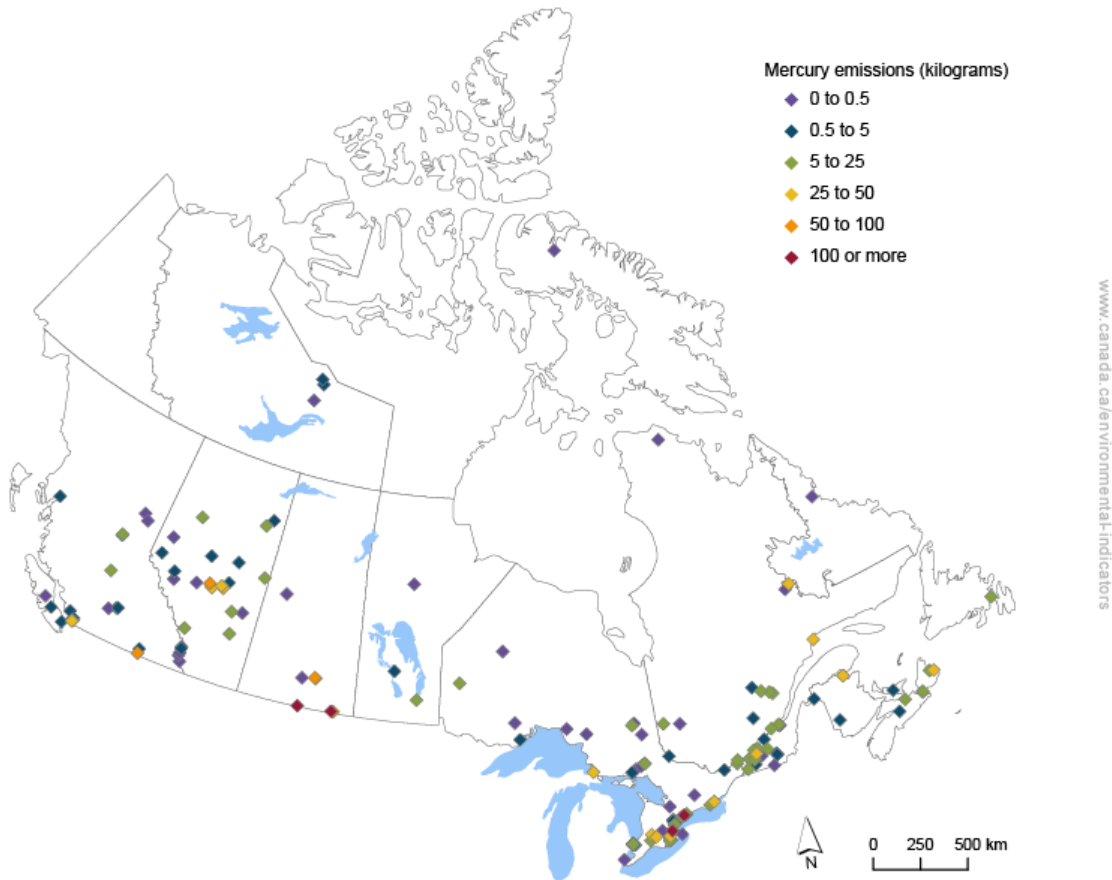 Mercury emissions (kilograms)
0 to 0.5
0.5 to 5
5 to 25
25 to 50
50 to 100
100 or more
www.canada.ca/environmental-indicators
N
0 250 500 km